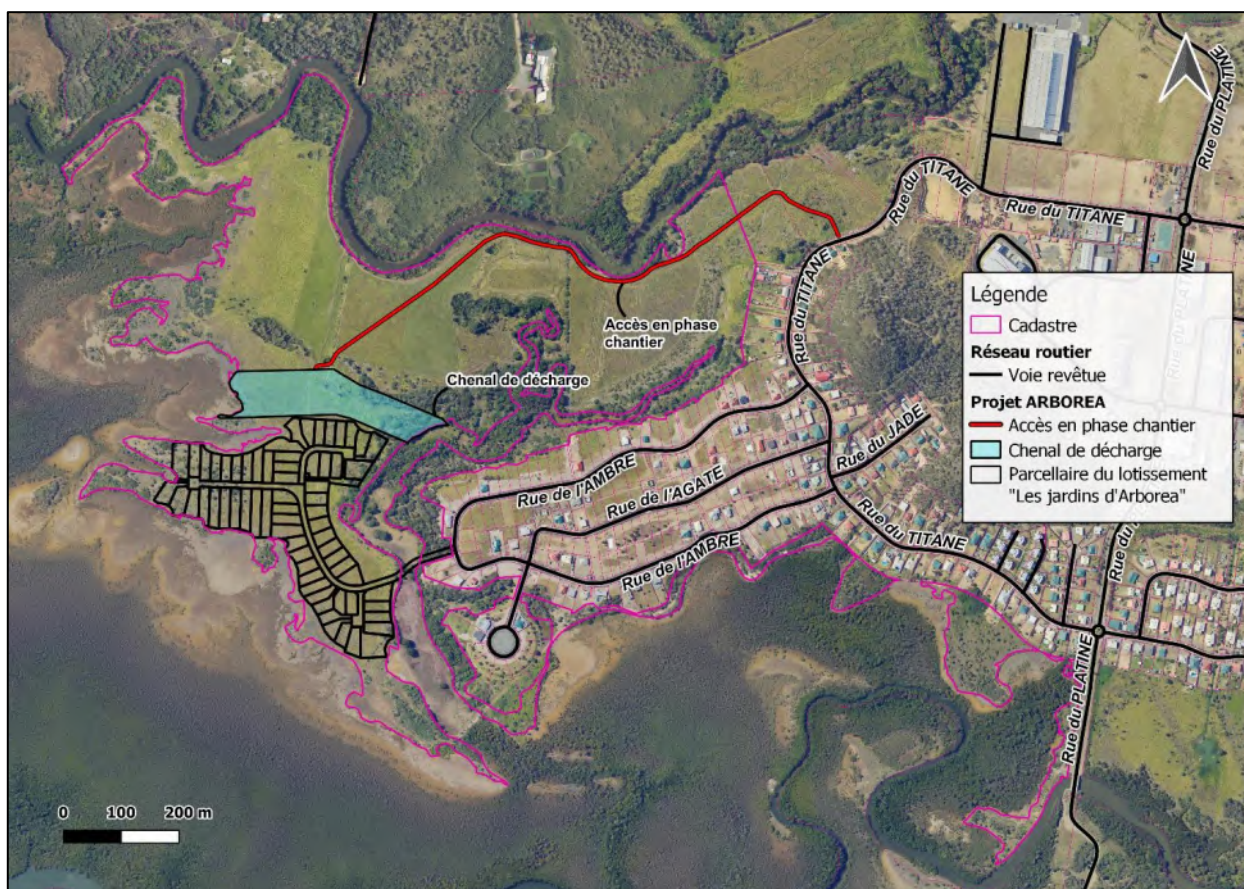 Rue du PLATINE
Rue du TITANE
Rue du TITANE
Rue du PLATINE
Rue du TITANE
Accès en phase
chantier
Chenal de décharge
Légende
Cadastre
Réseau routier
Voie revêtue
Projet ARBOREA
Accès en phase chantier
Chenal de décharge
Parcellaire du lotissement
"Les jardins d'Arborea"
Rue du JADE
Rue de l'AMBRE
Rue de l'AGATE
Rue de l'AMBRE
Rue du TITANE
Rue du PLATINE
0 100 200 m